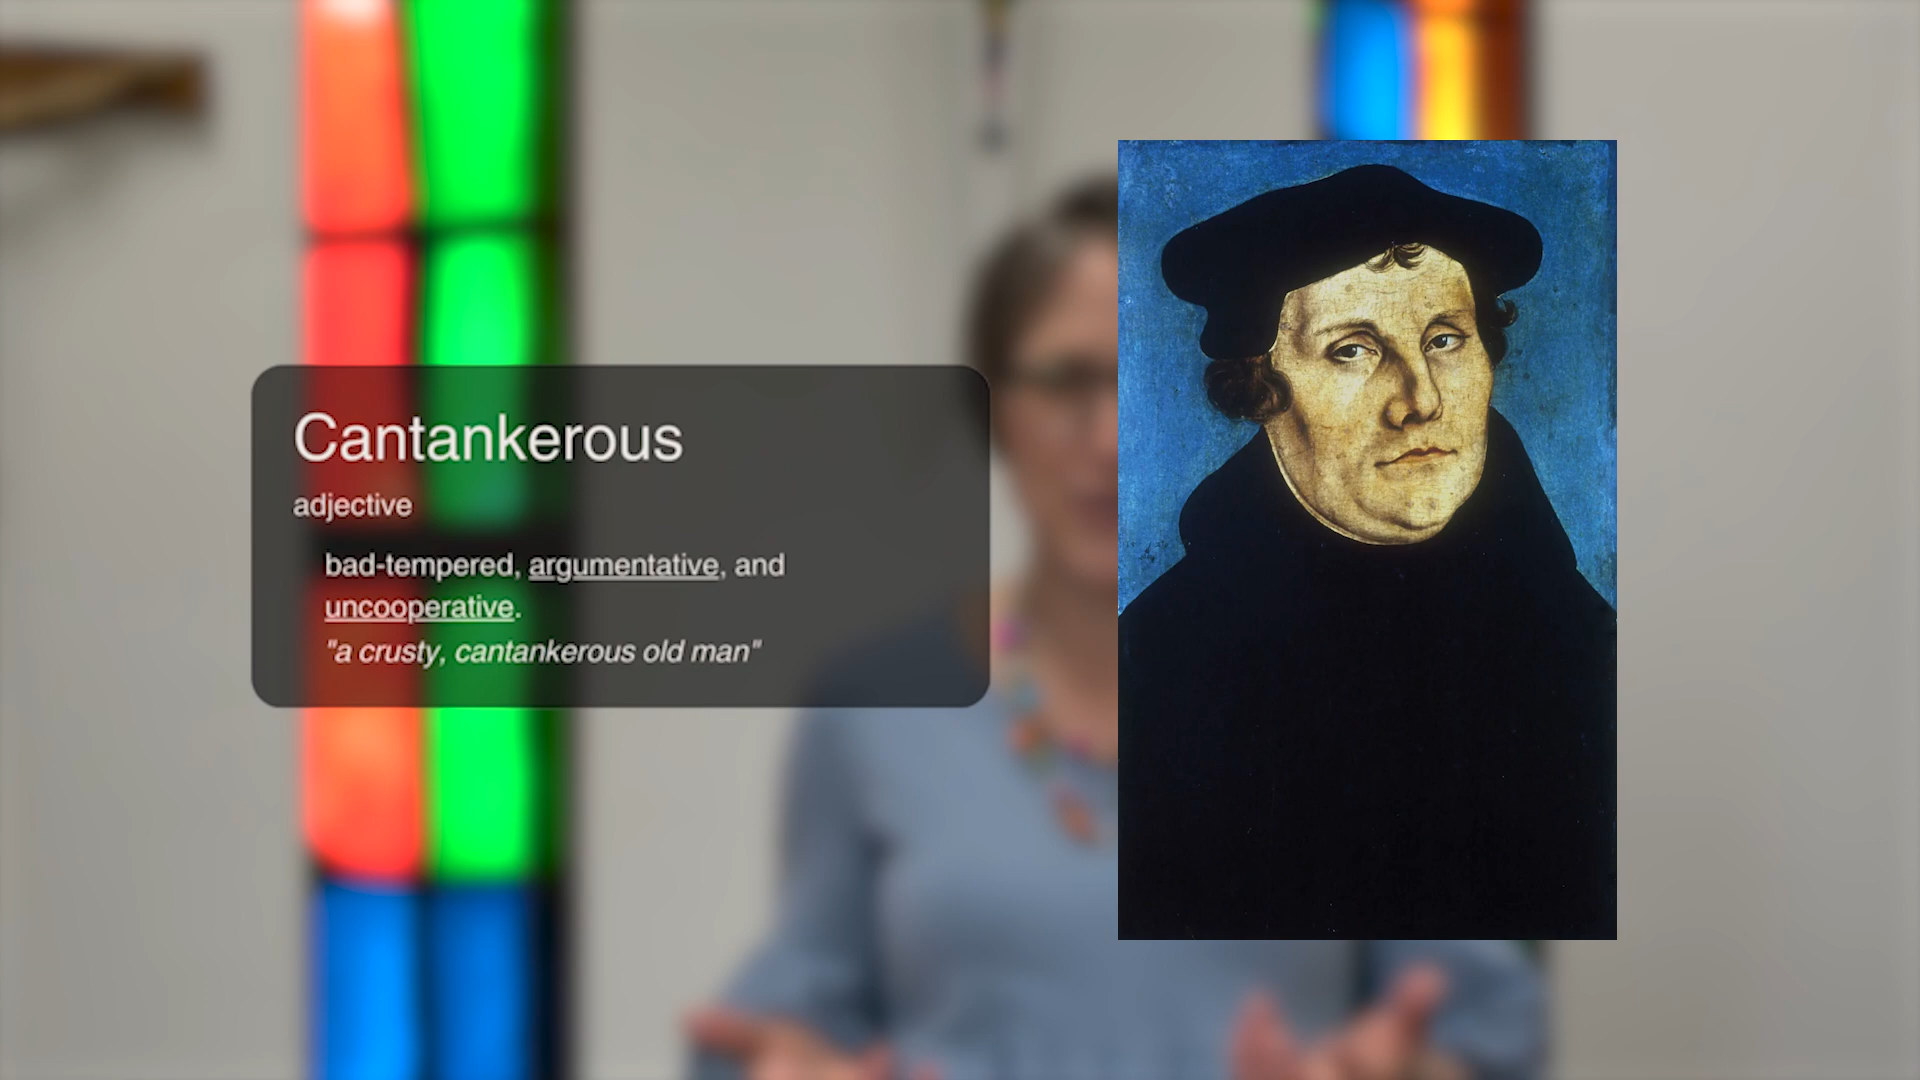 Cantankerous
adjective
bad-tempered, argumentative, and
uncooperative.
"a crusty, cantankerous old man"